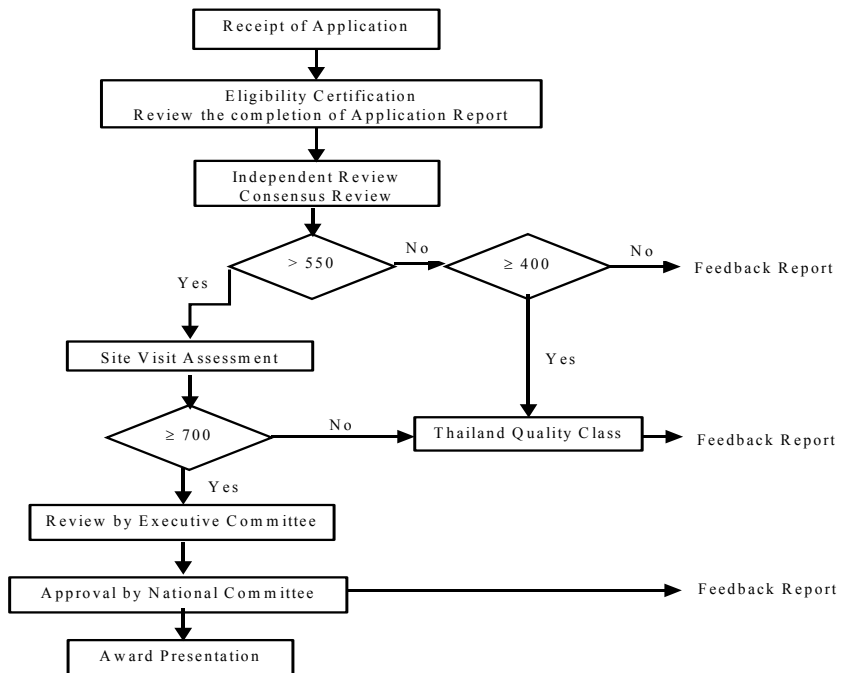 Receipt of Application
Eligibility Certification
Review the completion of Application Report
Independent Review
Consensus Review
> 550
No
≥ 400
No
Feedback Report
Yes
Site Visit Assessment
Yes
≥ 700
No
Thailand Quality Class
Feedback Report
Yes
Review by Executive Committee
Approval by National Committee
Feedback Report
Award Presentation